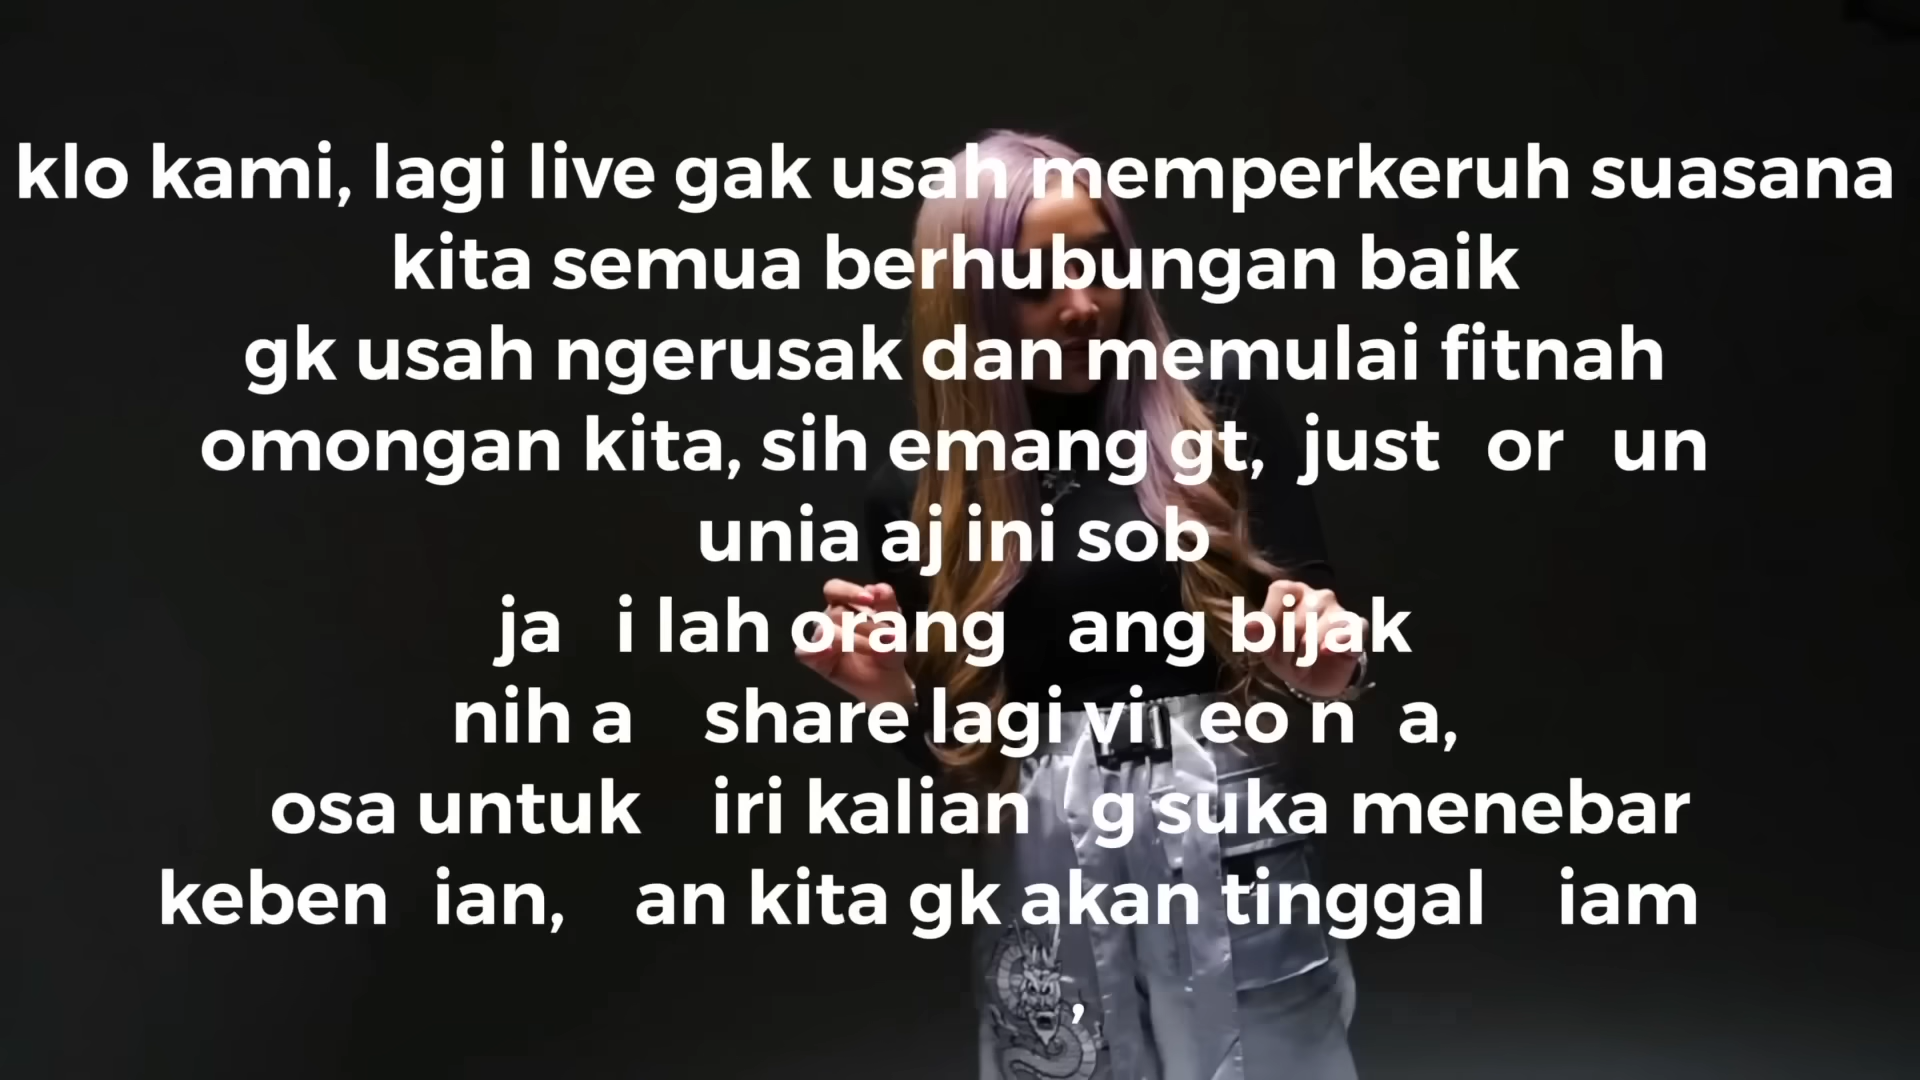 klo kami, lagi live gak usah memperkeruh suasana
kita semua berhubungan baik
gk usah ngerusak dan memulai fitnah
omongan kita, sih emang gt, just or un
unia aj ini sob
ja i lah orang ang bijak
nih a share lagi vi eo n a,
osa untuk iri kalian g suka menebar
keben ian, an kita gk akan tinggal iam
,